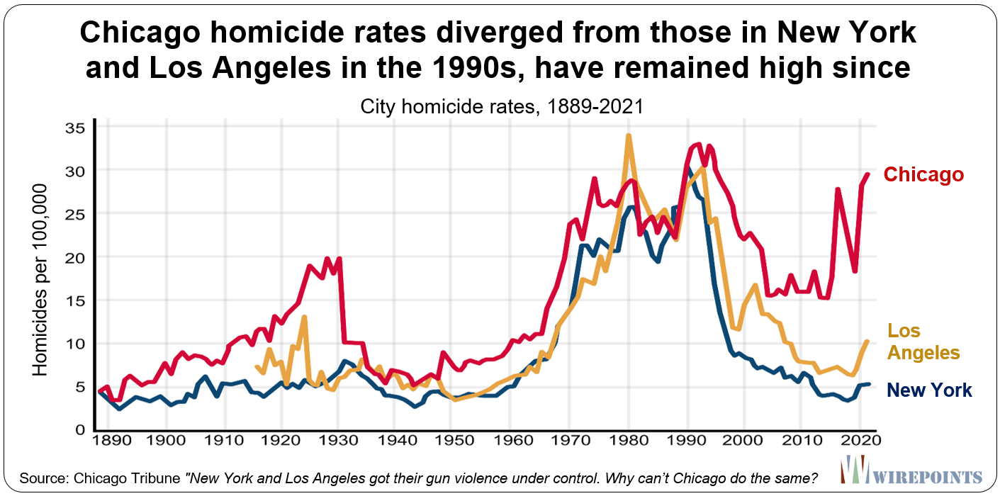 Chicago homicide rates diverged from those in New York
and Los Angeles in the 1990s, have remained high since
City homicide rates, 1889-2021
Homicides per 100,000
35
30
25
20
15
10
5
0
1890 1900 1910 1920 1930 1940 1950 1960 1970 1980 1990 2000 2010 2020
Chicago
Los
Angeles
New York
Source: Chicago Tribune "New York and Los Angeles got their gun violence under control. Why can’t Chicago do the same?
WIREPOINTS